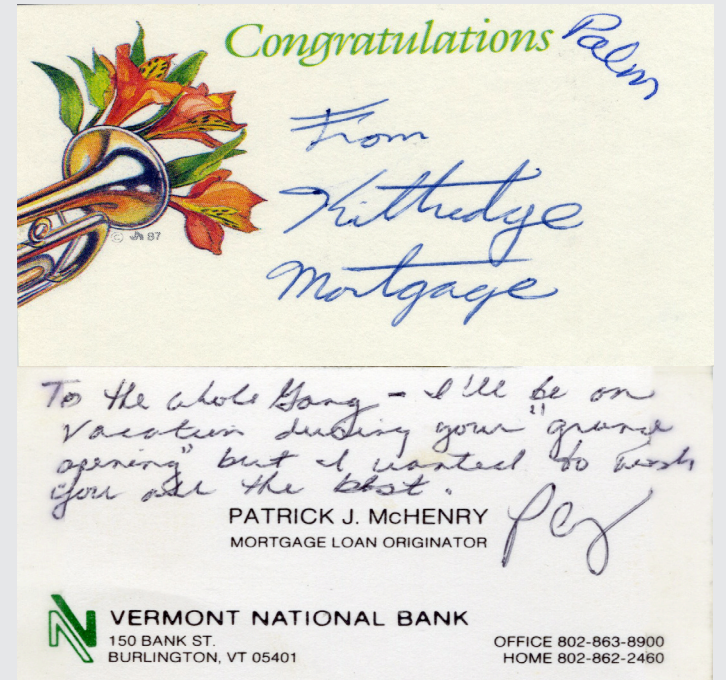 Congratulations Palm
From
Kittredge
Mortgage
© 87
To the whole Gang - I'll be on
vacation during your "grand
opening" but I wanted to wish
you all the best.
PATRICK J. McHENRY
MORTGAGE LOAN ORIGINATOR
VERMONT NATIONAL BANK
150 BANK ST.
OFFICE 802-863-8900
BURLINGTON, VT 05401
HOME 802-862-2460